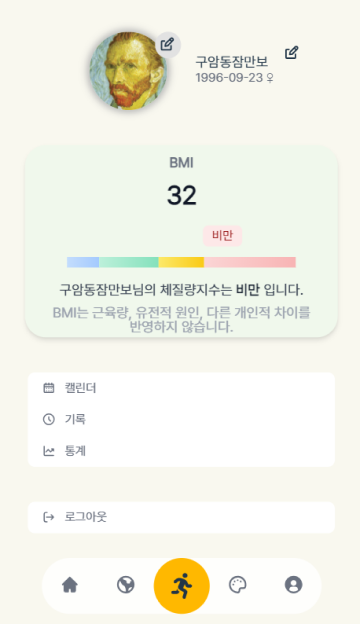 구암동잠만보
1996-09-23 ♀
BMI
32
비만
구암동잠만보님의 체질량지수는 비만 입니다.
BMI는 근육량, 유전적 원인, 다른 개인적 차이를
반영하지 않습니다.
캘린더
기록
통계
로그아웃